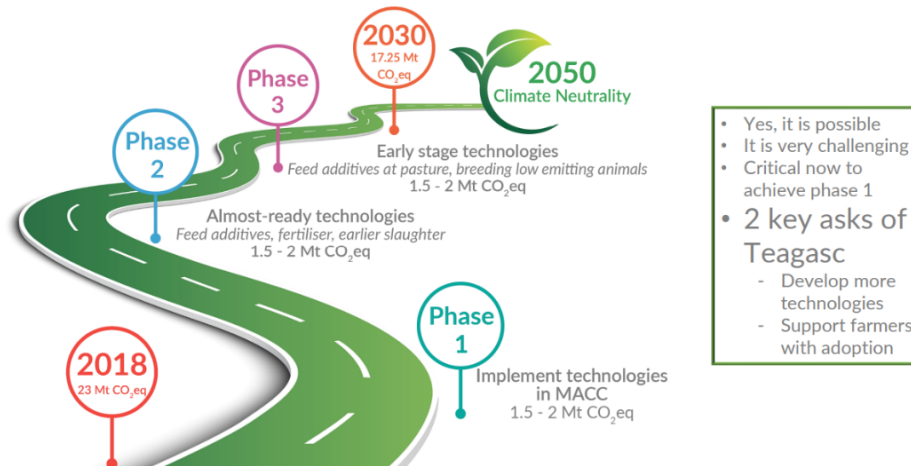 2030
17.25 Mt
CO₂eq
2050
Climate Neutrality
Phase
3
Early stage technologies
Feed additives at pasture, breeding low emitting animals
1.5 - 2 Mt CO₂eq
Phase
2
Almost-ready technologies
Feed additives, fertiliser, earlier slaughter
1.5 - 2 Mt CO₂eq
Phase
1
Implement technologies
in MACC
1.5 - 2 Mt CO₂eq
2018
23 Mt CO₂eq
• Yes, it is possible
• It is very challenging
• Critical now to
achieve phase 1
• 2 key asks of
Teagasc
- Develop more
technologies
- Support farmers
with adoption